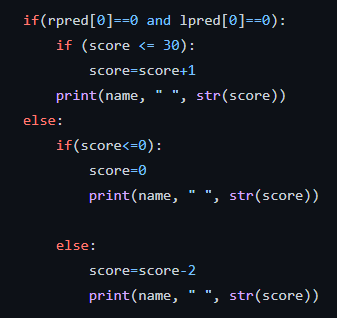 if(rpred[0]==0 and lpred[0]==0):
    if (score <= 30):
        score=score+1
    print(name, " ", str(score))
else:
    if(score<=0):
        score=0
        print(name, " ", str(score))

    else:
        score=score-2
        print(name, " ", str(score))